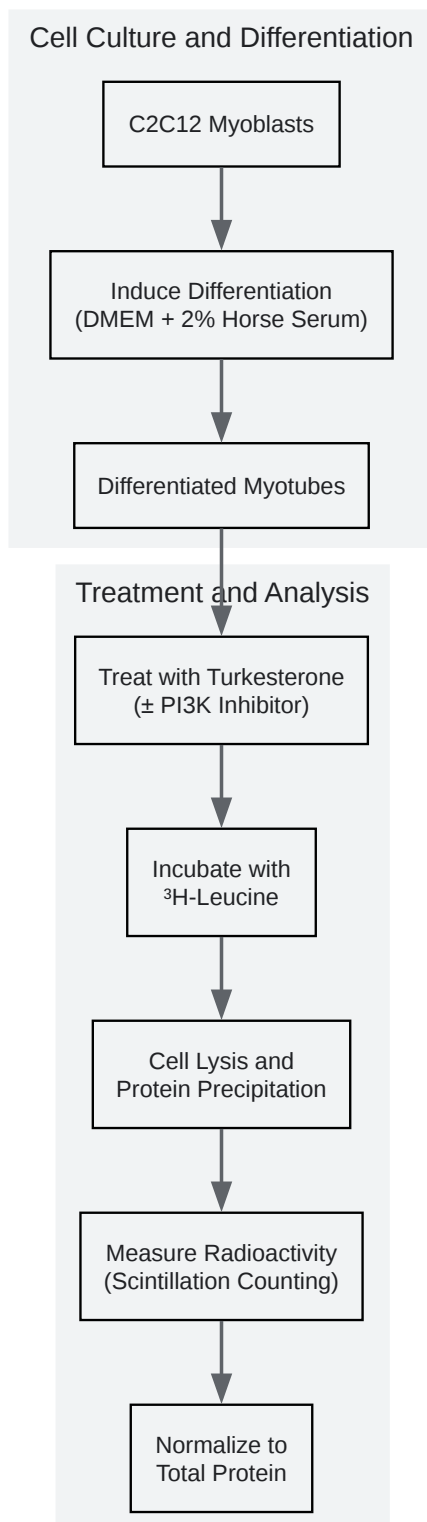 Cell Culture and Differentiation
C2C12 Myoblasts
Induce Differentiation
(DMEM + 2% Horse Serum)
Differentiated Myotubes
Treatment and Analysis
Treat with Turkesterone
(± PI3K Inhibitor)
Incubate with
³H-Leucine
Cell Lysis and
Protein Precipitation
Measure Radioactivity
(Scintillation Counting)
Normalize to
Total Protein